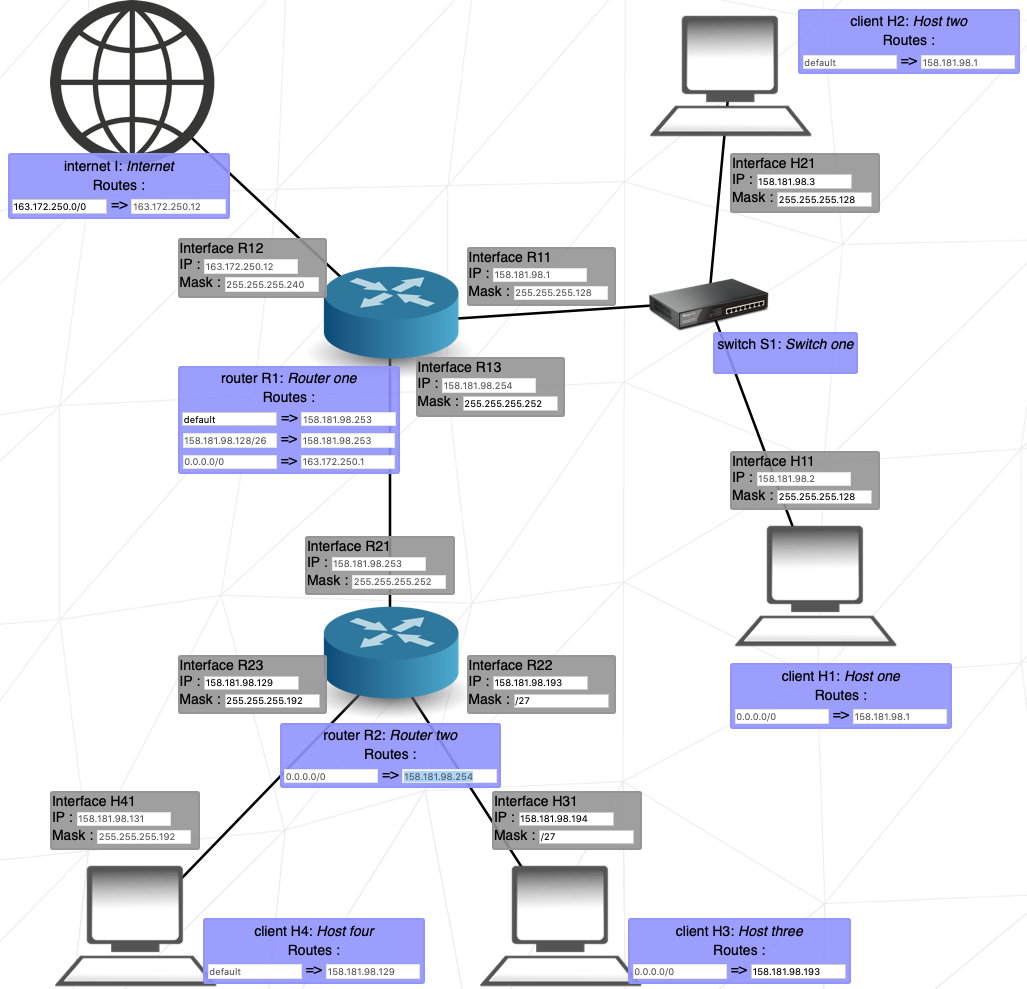 client H2: Host two
Routes :
default => 158.181.98.1
internet I: Internet
Routes :
163.172.250.0/0 => 163.172.250.12
Interface H21
IP : 158.181.98.3
Mask : 255.255.255.128
Interface R12
IP : 163.172.250.12
Mask : 255.255.255.240
Interface R11
IP : 158.181.98.1
Mask : 255.255.255.128
switch S1: Switch one
Interface R13
IP : 158.181.98.254
Mask : 255.255.255.252
router R1: Router one
Routes :
default => 158.181.98.253
158.181.98.128/26 => 158.181.98.253
0.0.0.0/0 => 163.172.250.1
Interface H11
IP : 158.181.98.2
Mask : 255.255.255.128
Interface R21
IP : 158.181.98.253
Mask : 255.255.255.252
Interface R23
IP : 158.181.98.129
Mask : 255.255.255.192
Interface R22
IP : 158.181.98.193
Mask : /27
client H1: Host one
Routes :
0.0.0.0/0 => 158.181.98.1
router R2: Router two
Routes :
0.0.0.0/0 => 158.181.98.254
Interface H41
IP : 158.181.98.131
Mask : 255.255.255.192
Interface H31
IP : 158.181.98.194
Mask : /27
client H4: Host four
Routes :
default => 158.181.98.129
client H3: Host three
Routes :
0.0.0.0/0 => 158.181.98.193